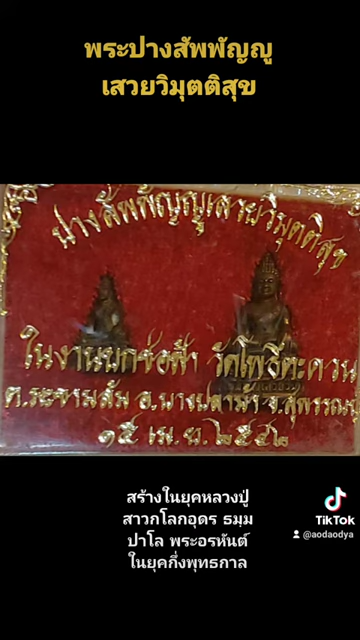 พระปางสัพพัญญู
เสวยวิมุตติสุข
ปางสัพพัญญูเสวยวิมุตติสุข
ในงานยกช่อฟ้า วัดโพธิ์ตะควน
ต.มะขามล้ม อ.บางปลาม้า จ.สุพรรณบุ
๑๕ เม.ย. ๒๕๔๒
สร้างในยุคหลวงปู่
สาวกโลกอุดร ธมฺม
ปาโล พระอรหันต์
ในยุคกึ่งพุทธกาล
TikTok
@aodaodya